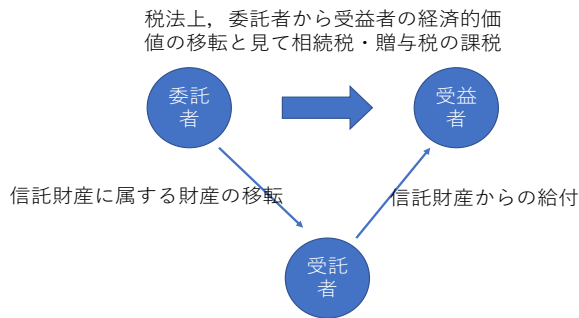 税法上，委託者から受益者の経済的価
値の移転と見て相続税・贈与税の課税
委託
者
受益
者
信託財産に属する財産の移転
信託財産からの給付
受託
者